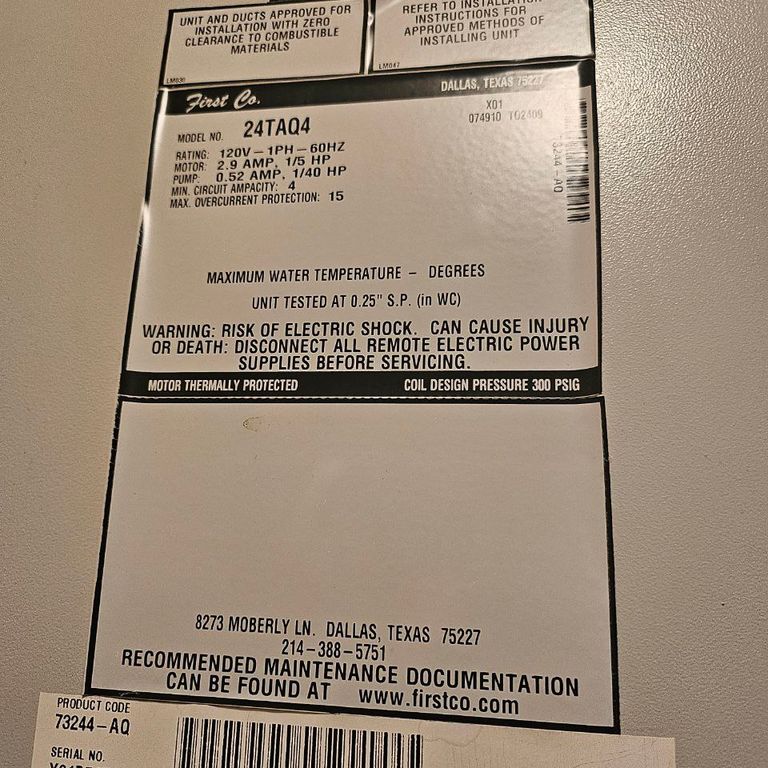 UNIT AND DUCTS APPROVED FOR
INSTALLATION WITH ZERO
CLEARANCE TO COMBUSTIBLE
MATERIALS
LM030
REFER TO INSTALLATION
INSTRUCTIONS FOR
APPROVED METHODS OF
INSTALLING UNIT
LM047
First Co.
DALLAS, TEXAS 75227
X01
074910 TO2409
MODEL NO. 24TAQ4
RATING: 120V – 1PH – 60HZ
MOTOR: 2.9 AMP, 1/5 HP
PUMP: 0.52 AMP, 1/40 HP
MIN. CIRCUIT AMPACITY: 4
MAX. OVERCURRENT PROTECTION: 15
73244-AQ
MAXIMUM WATER TEMPERATURE – DEGREES
UNIT TESTED AT 0.25" S.P. (in WC)
WARNING: RISK OF ELECTRIC SHOCK. CAN CAUSE INJURY
OR DEATH: DISCONNECT ALL REMOTE ELECTRIC POWER
SUPPLIES BEFORE SERVICING.
MOTOR THERMALLY PROTECTED
COIL DESIGN PRESSURE 300 PSIG
8273 MOBERLY LN. DALLAS, TEXAS 75227
214-388-5751
RECOMMENDED MAINTENANCE DOCUMENTATION
CAN BE FOUND AT www.firstco.com
PRODUCT CODE
73244-AQ
SERIAL NO.